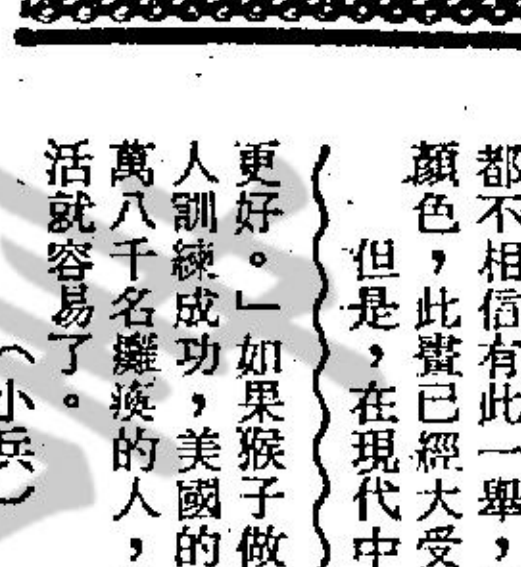 都不相信有此一舉，
顏色，此畫已經大受
但是，在現代中
更好。」如果猴子做
人訓練成功，美國的
萬八千名癱瘓的人，
活就容易了。
（小兵）